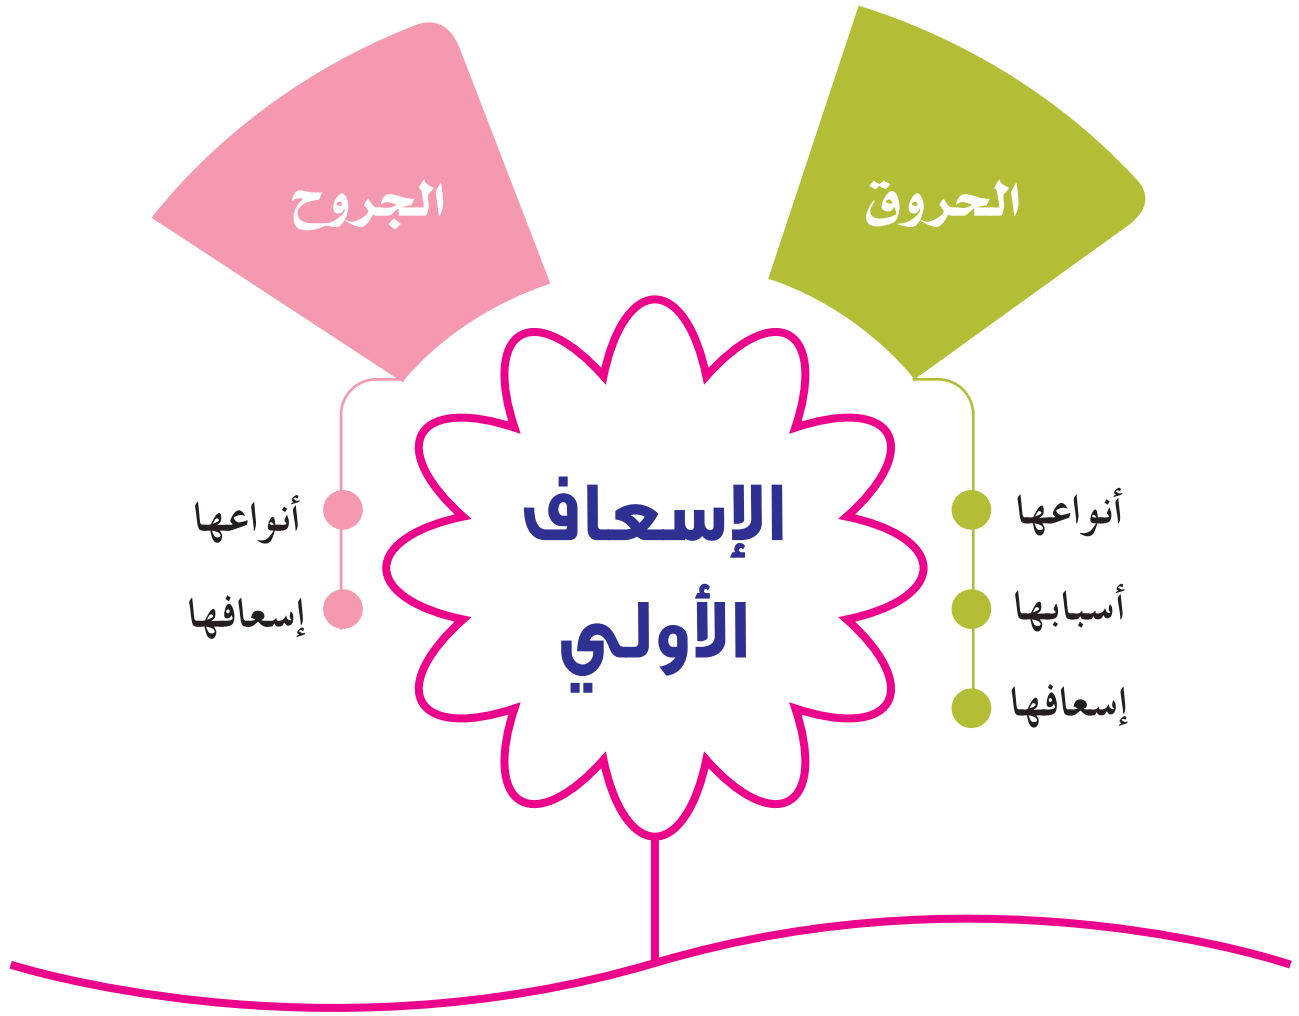 الإسعاف
الأولي
الحروق
أنواعها
أسبابها
إسعافها
الجروح
أنواعها
إسعافها